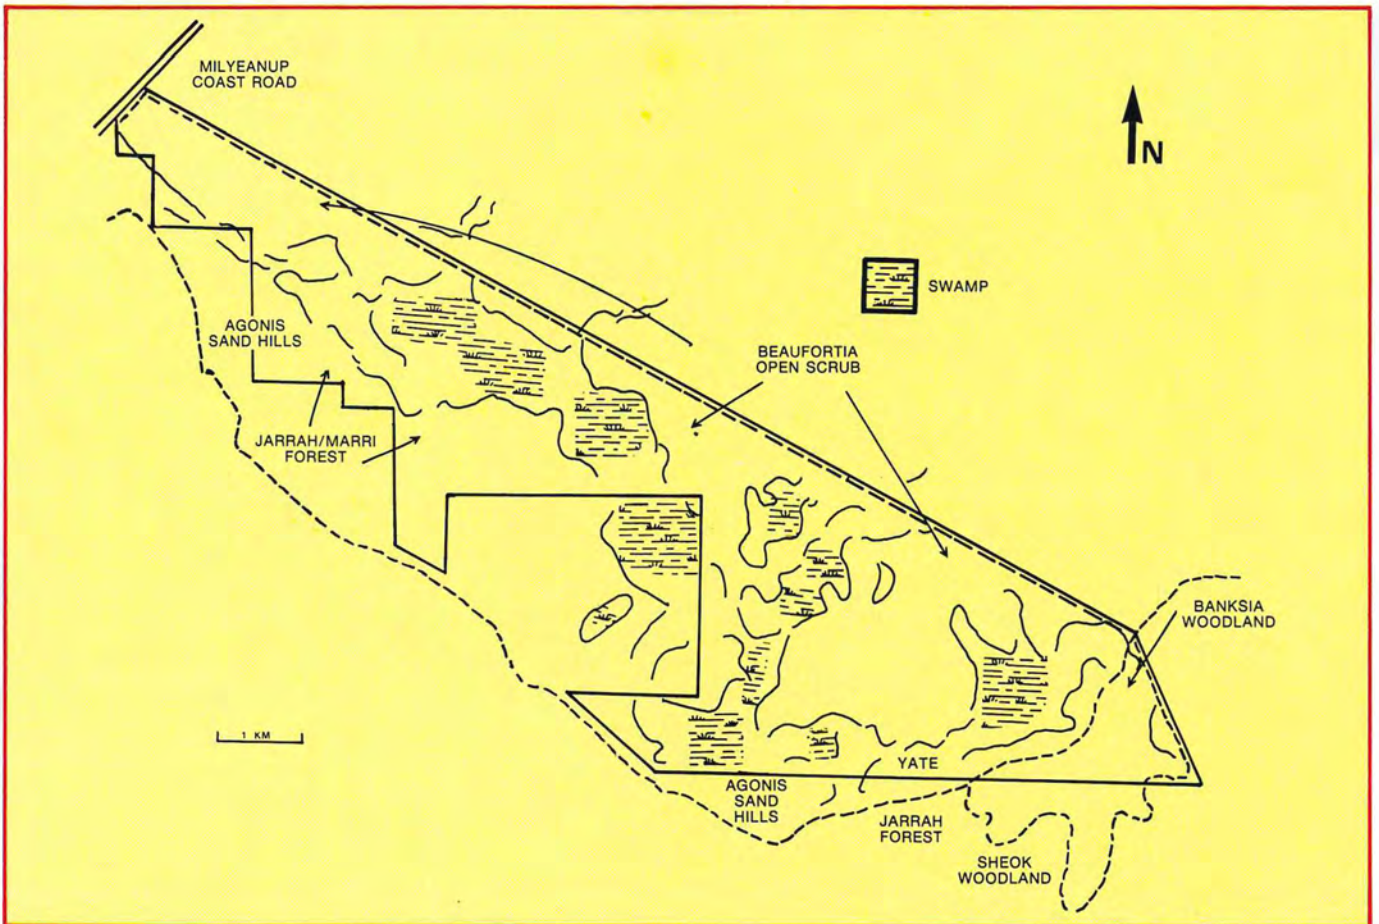 MILYEANUP
COAST ROAD
N
SWAMP
AGONIS
SAND HILLS
BEAUFORTIA
OPEN SCRUB
JARRAH/MARRI
FOREST
BANKSIA
WOODLAND
1 KM
YATE
AGONIS
SAND
HILLS
JARRAH
FOREST
SHEOK
WOODLAND